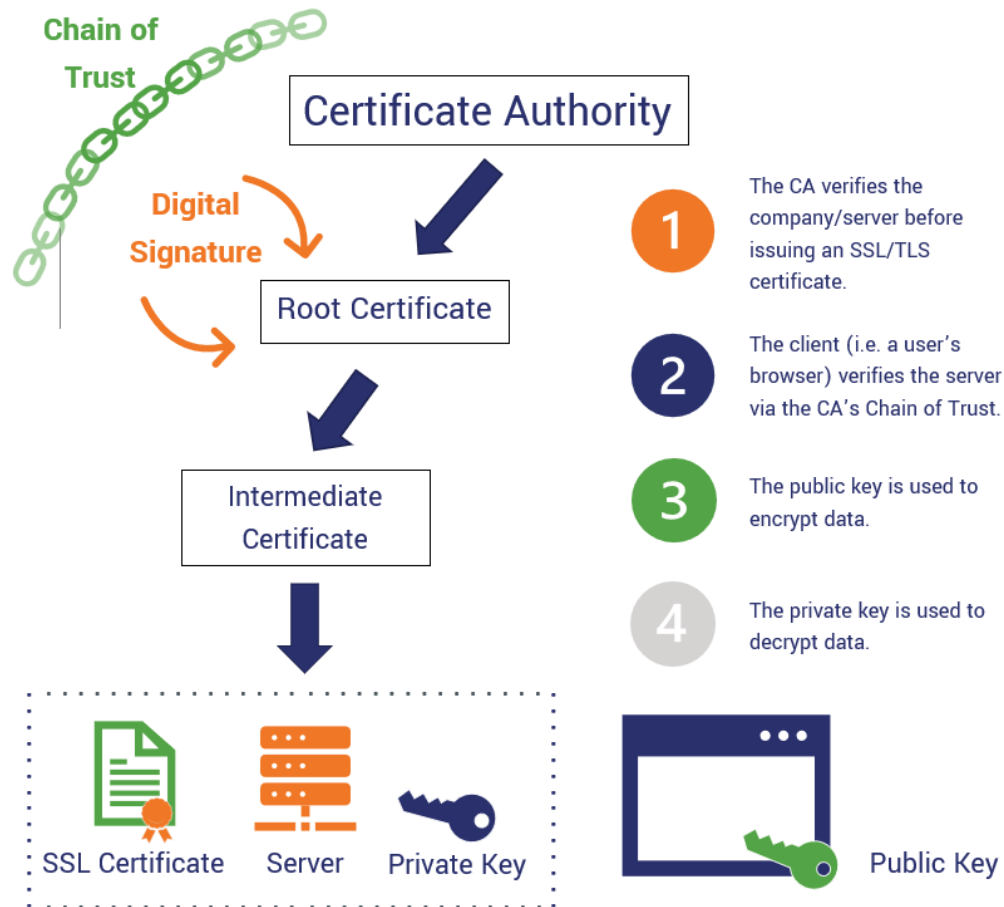 Chain of
Trust
Certificate Authority
Digital
Signature
Root Certificate
Intermediate
Certificate
SSL Certificate
Server
Private Key
1
The CA verifies the
company/server before
issuing an SSL/TLS
certificate.
2
The client (i.e. a user's
browser) verifies the server
via the CA's Chain of Trust.
3
The public key is used to
encrypt data.
4
The private key is used to
decrypt data.
Public Key